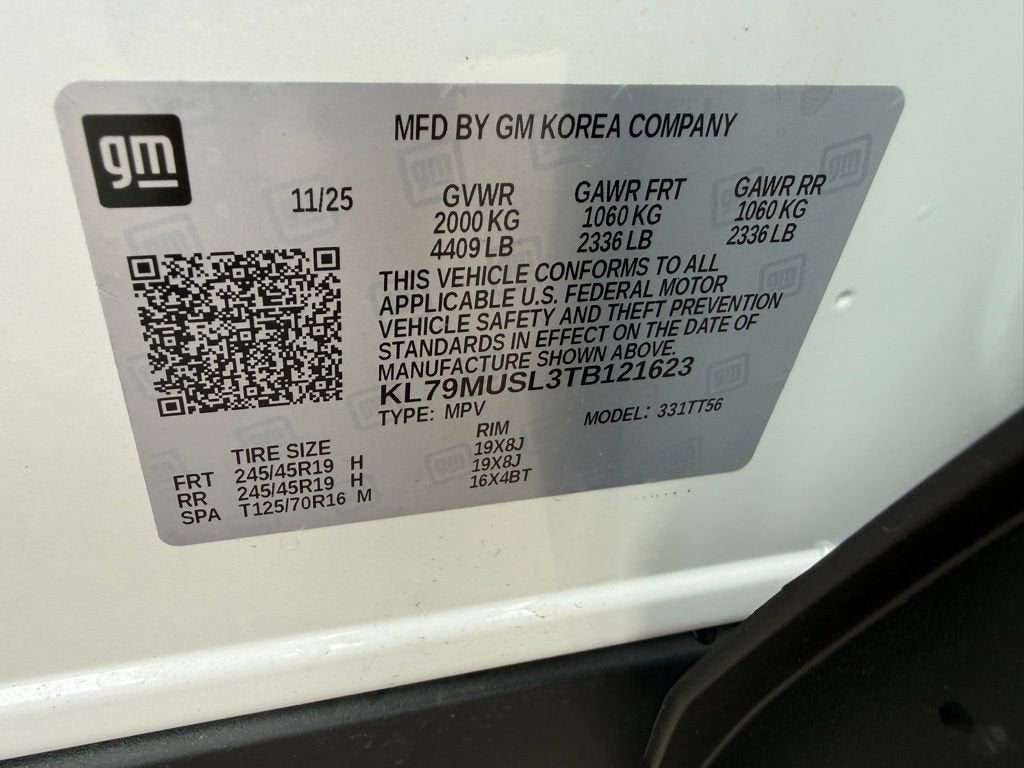 gm
MFD BY GM KOREA COMPANY
11/25
GVWR
2000 KG
4409 LB
GAWR FRT
1060 KG
2336 LB
GAWR RR
1060 KG
2336 LB
THIS VEHICLE CONFORMS TO ALL
APPLICABLE U.S. FEDERAL MOTOR
VEHICLE SAFETY AND THEFT PREVENTION
STANDARDS IN EFFECT ON THE DATE OF
MANUFACTURE SHOWN ABOVE.
KL79MUSL3TB121623
TYPE: MPV MODEL: 331TT56
TIRE SIZE RIM
FRT 245/45R19 H 19X8J
RR 245/45R19 H 19X8J
SPA T125/70R16 M 16X4BT